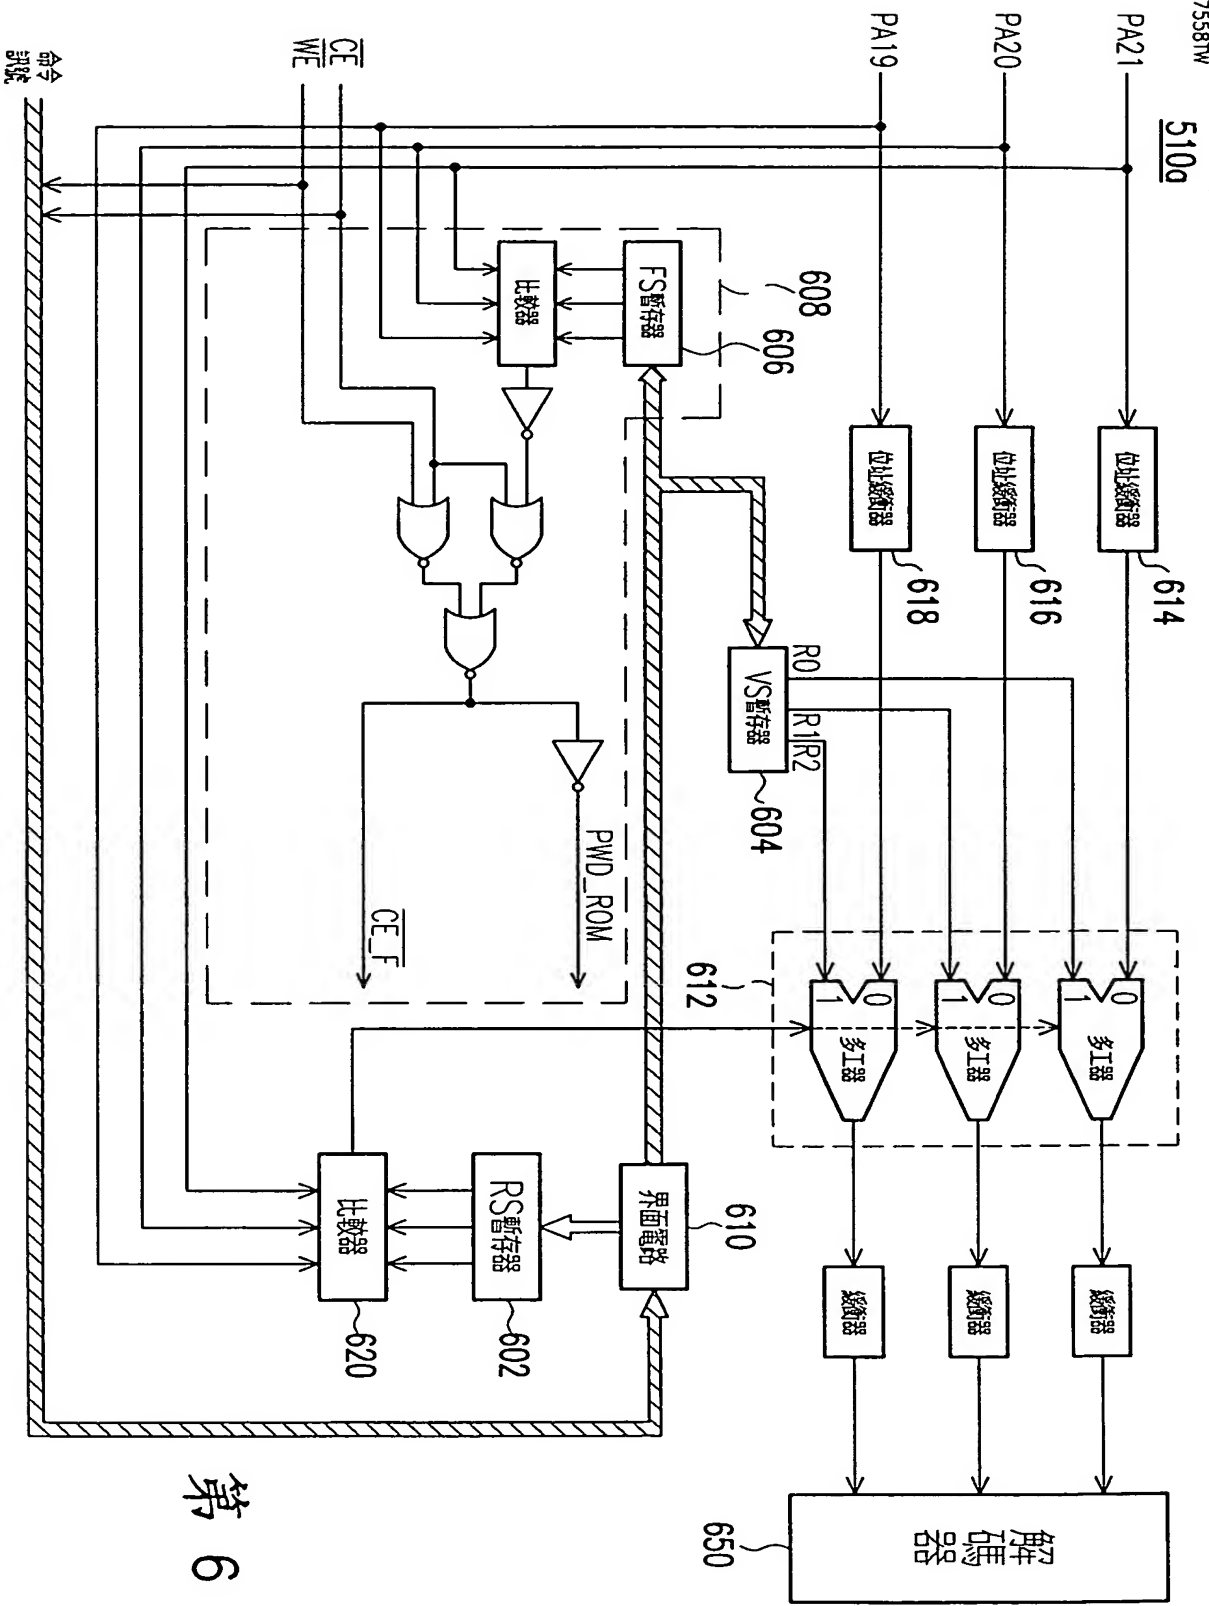 7558TW
510a
PA21
PA20
PA19
CE
WE
命令
訊號
608
FS暫存器
606
比較器
位址緩衝器
614
位址緩衝器
616
位址緩衝器
618
R0
R1
R2
VS暫存器
604
PWD_ROM
CE_F
612
0
1
多工器
0
1
多工器
0
1
多工器
界面電路
610
RS暫存器
602
比較器
620
緩衝器
緩衝器
緩衝器
解碼器
650
第 6